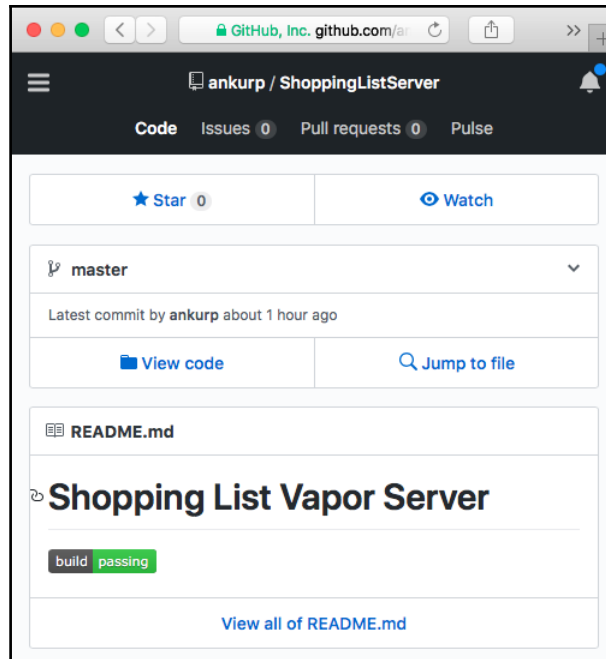 GitHub, Inc. github.com/ar
ankurp / ShoppingListServer
Code Issues 0 Pull requests 0 Pulse
Star 0 Watch
master
Latest commit by ankurp about 1 hour ago
View code Jump to file
README.md
Shopping List Vapor Server
build passing
View all of README.md